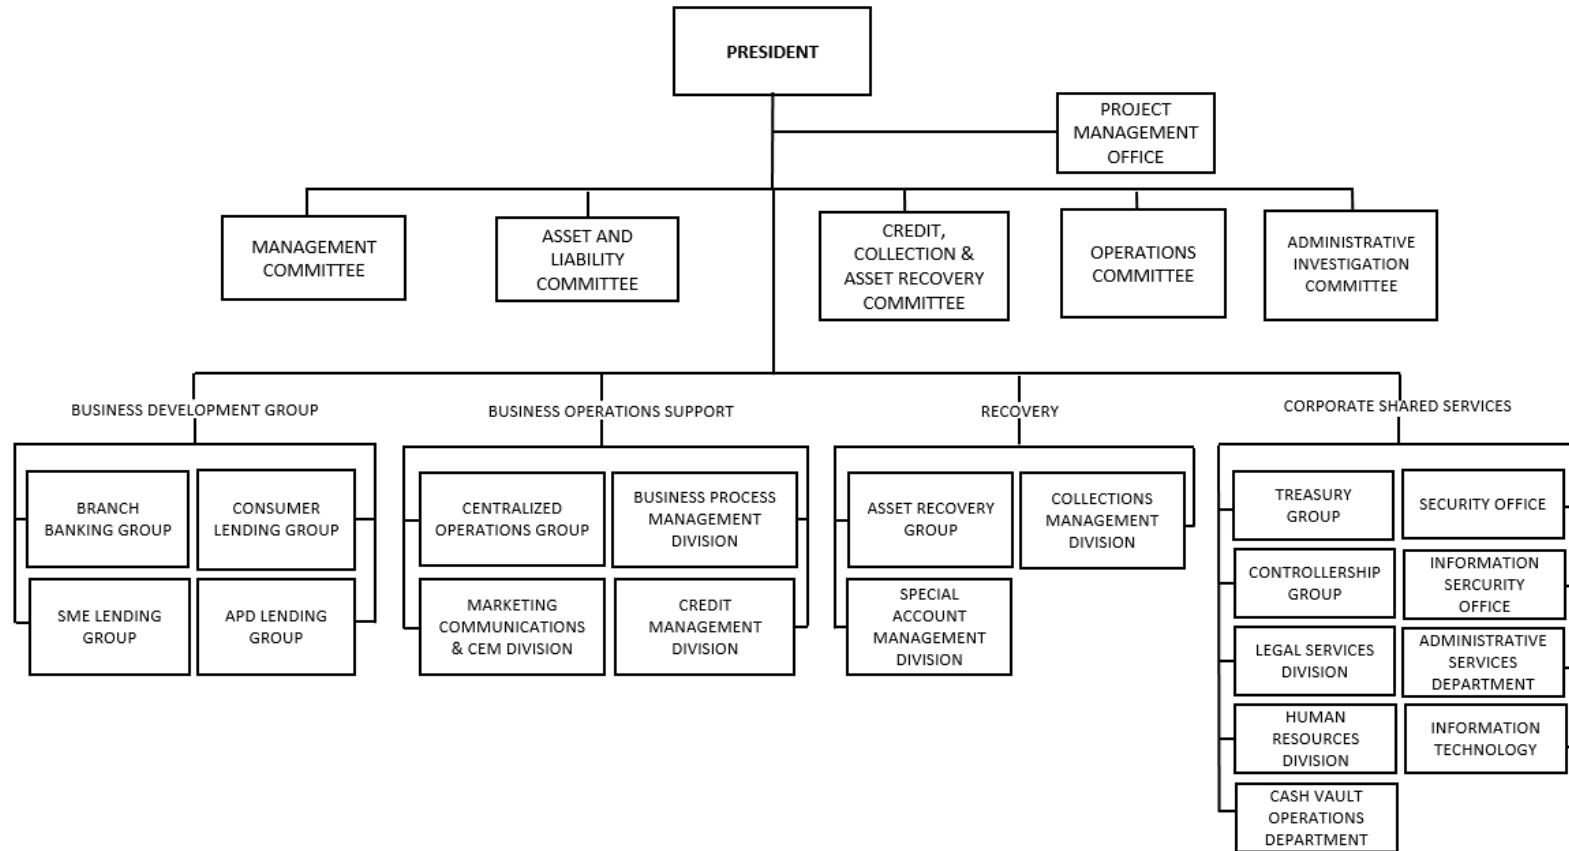 PRESIDENT
PROJECT
MANAGEMENT
OFFICE
MANAGEMENT
COMMITTEE
ASSET AND
LIABILITY
COMMITTEE
CREDIT,
COLLECTION &
ASSET RECOVERY
COMMITTEE
OPERATIONS
COMMITTEE
ADMINISTRATIVE
INVESTIGATION
COMMITTEE
BUSINESS DEVELOPMENT GROUP
BRANCH
BANKING GROUP
CONSUMER
LENDING GROUP
SME LENDING
GROUP
APD LENDING
GROUP
BUSINESS OPERATIONS SUPPORT
CENTRALIZED
OPERATIONS GROUP
BUSINESS PROCESS
MANAGEMENT
DIVISION
MARKETING
COMMUNICATIONS
& CEM DIVISION
CREDIT
MANAGEMENT
DIVISION
RECOVERY
ASSET RECOVERY
GROUP
COLLECTIONS
MANAGEMENT
DIVISION
SPECIAL
ACCOUNT
MANAGEMENT
DIVISION
CORPORATE SHARED SERVICES
TREASURY
GROUP
SECURITY OFFICE
CONTROLLERSHIP
GROUP
INFORMATION
SERCURITY
OFFICE
LEGAL SERVICES
DIVISION
ADMINISTRATIVE
SERVICES
DEPARTMENT
HUMAN
RESOURCES
DIVISION
INFORMATION
TECHNOLOGY
CASH VAULT
OPERATIONS
DEPARTMENT